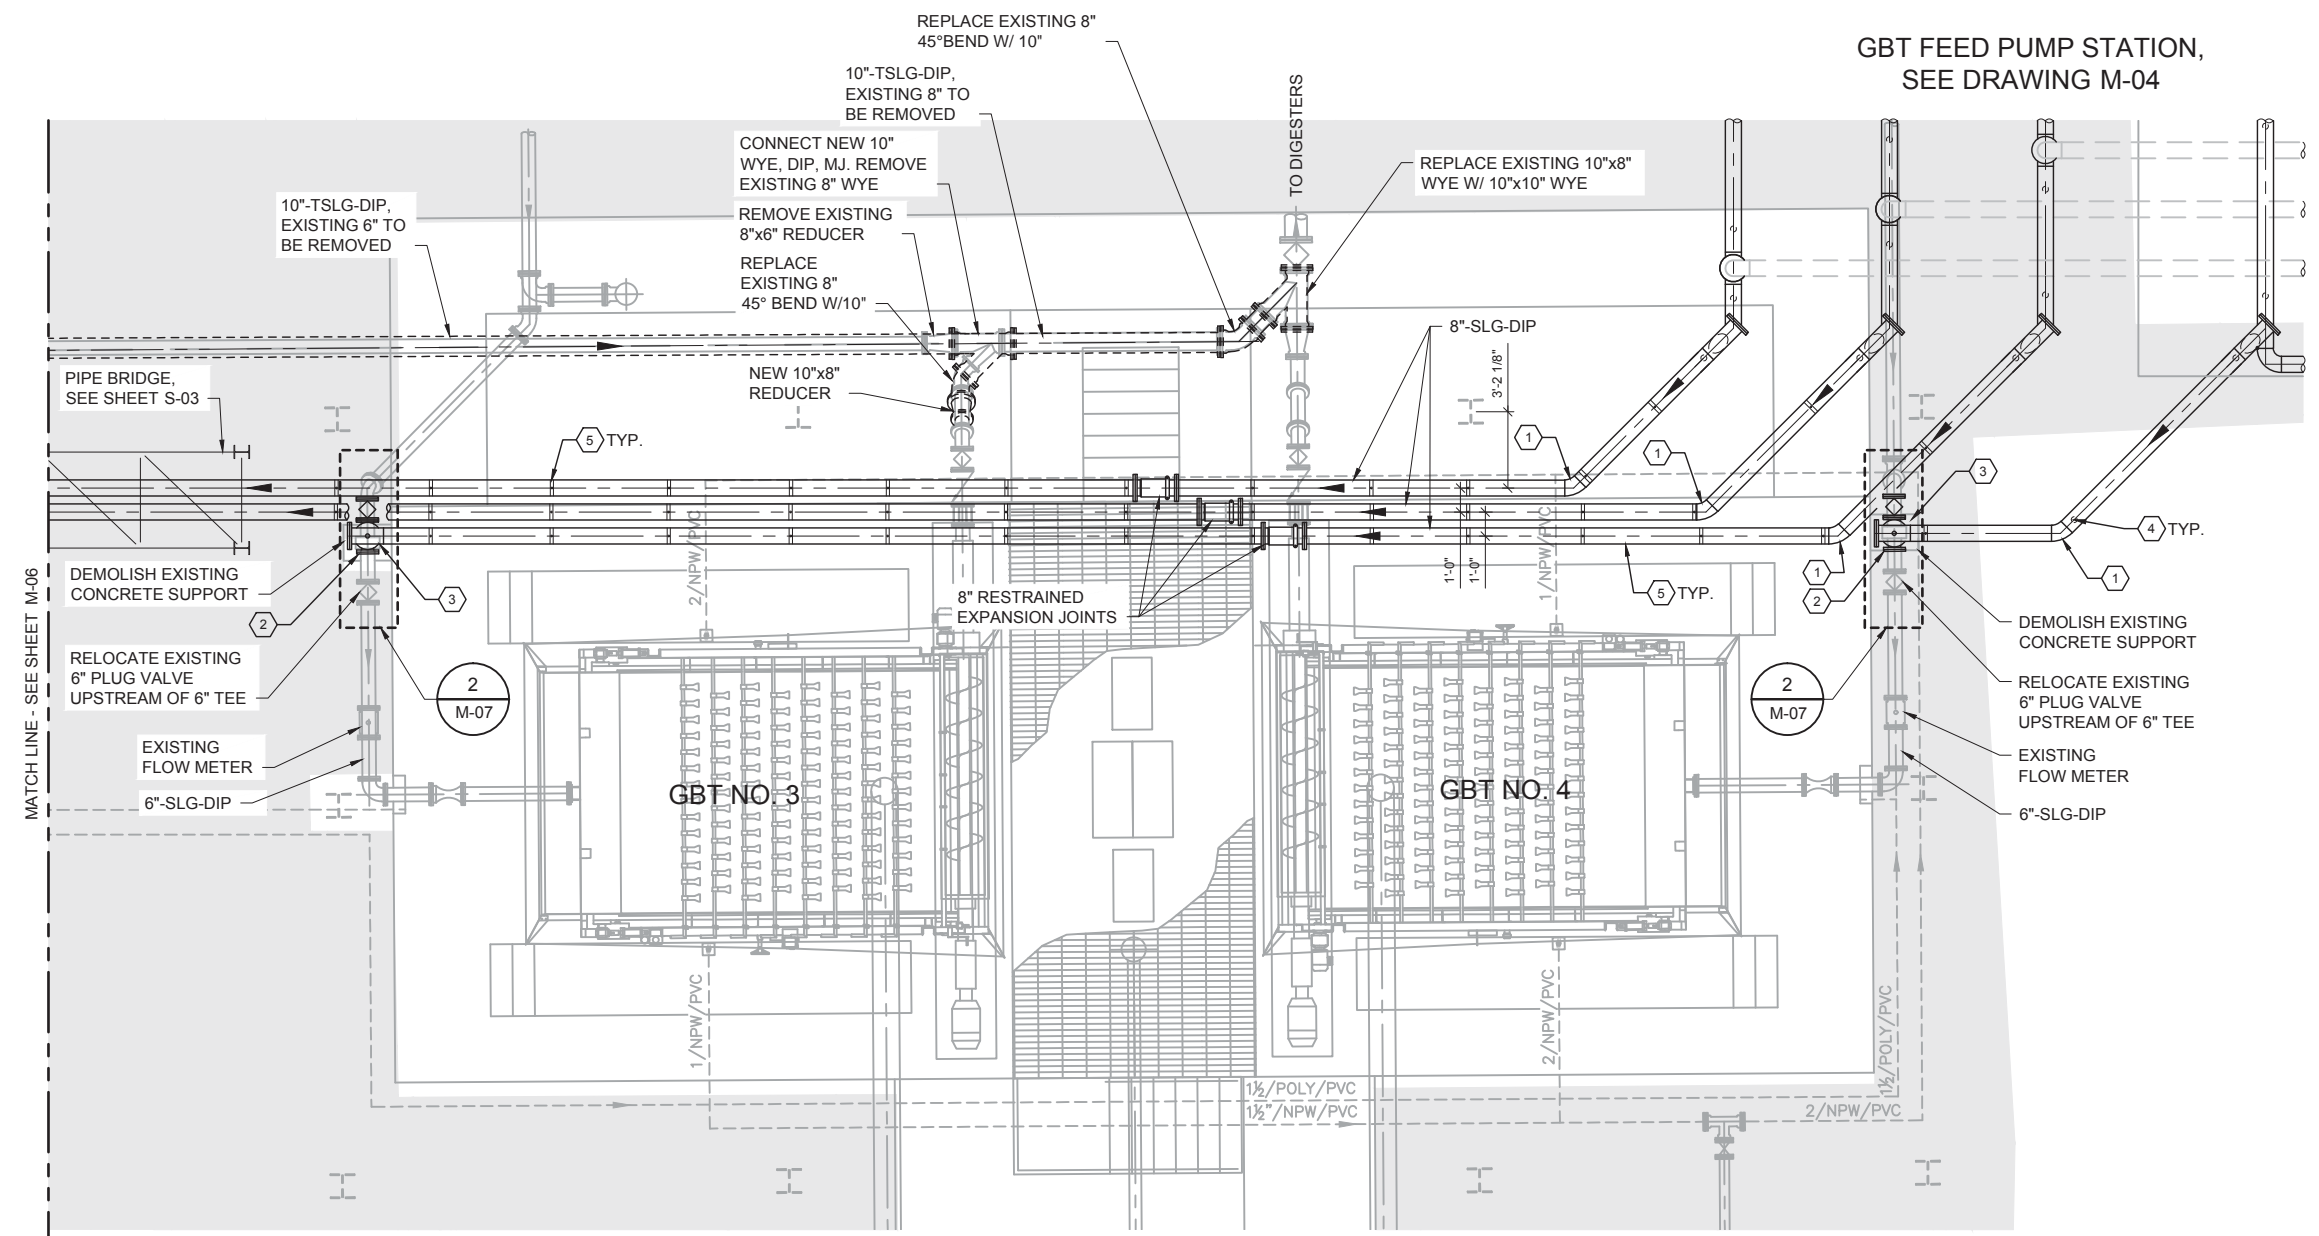 REPLACE EXISTING 8"
45°BEND W/ 10"
GBT FEED PUMP STATION,
SEE DRAWING M-04
10"-TSLG-DIP,
EXISTING 8" TO
BE REMOVED
TO DIGESTERS
CONNECT NEW 10"
WYE, DIP, MJ. REMOVE
EXISTING 8" WYE
REPLACE EXISTING 10"x8"
WYE W/ 10"x10" WYE
10"-TSLG-DIP,
EXISTING 6" TO
BE REMOVED
REMOVE EXISTING
8"x6" REDUCER
REPLACE
EXISTING 8"
45° BEND W/10"
8"-SLG-DIP
3'-2 1/8"
PIPE BRIDGE,
SEE SHEET S-03
NEW 10"x8"
REDUCER
5 TYP.
1
1
3
4 TYP.
2/NPW/PVC
1/NPW/PVC
1'-0"
1'-0"
MATCH LINE - SEE SHEET M-06
DEMOLISH EXISTING
CONCRETE SUPPORT
2
3
8" RESTRAINED
EXPANSION JOINTS
5 TYP.
1
2
1
DEMOLISH EXISTING
CONCRETE SUPPORT
RELOCATE EXISTING
6" PLUG VALVE
UPSTREAM OF 6" TEE
2
M-07
2
M-07
RELOCATE EXISTING
6" PLUG VALVE
UPSTREAM OF 6" TEE
EXISTING
FLOW METER
EXISTING
FLOW METER
6"-SLG-DIP
GBT NO. 3
GBT NO. 4
6"-SLG-DIP
1/NPW/PVC
2/NPW/PVC
1½/POLY/PVC
1½/POLY/PVC
1½"/NPW/PVC
2/NPW/PVC